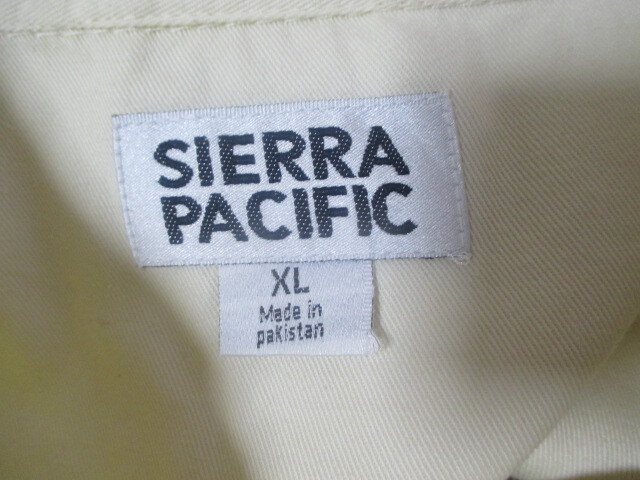 SIERRA
PACIFIC
XL
Made in
pakistan